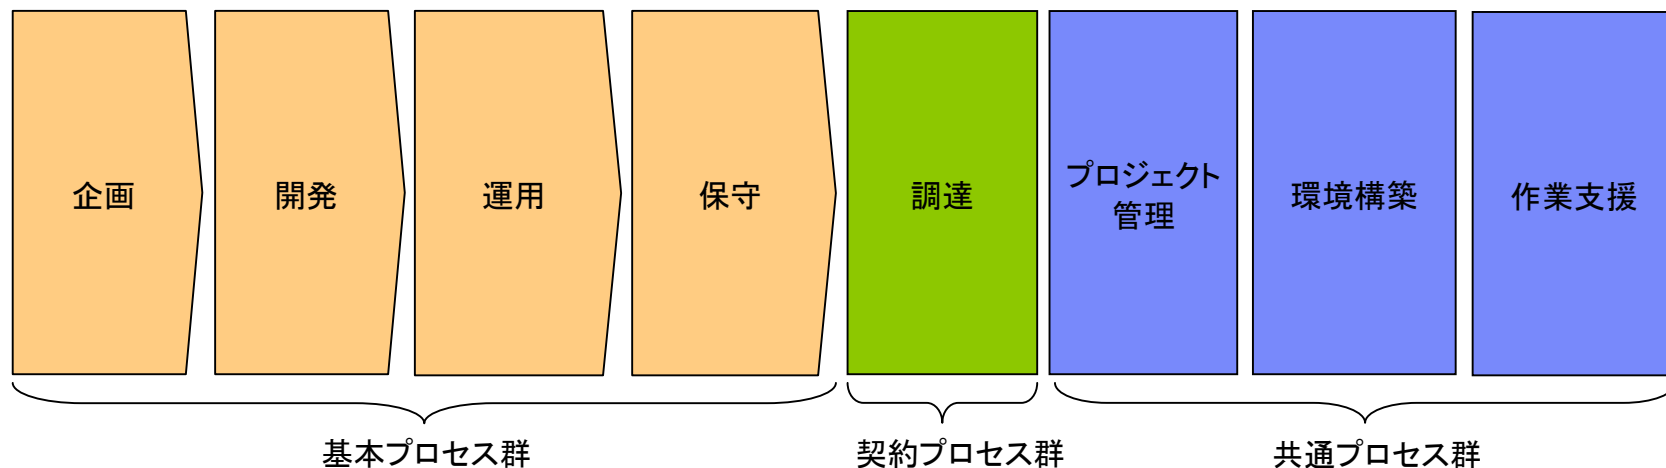 企画
開発
運用
保守
調達
プロジェクト
管理
環境構築
作業支援
基本プロセス群
契約プロセス群
共通プロセス群